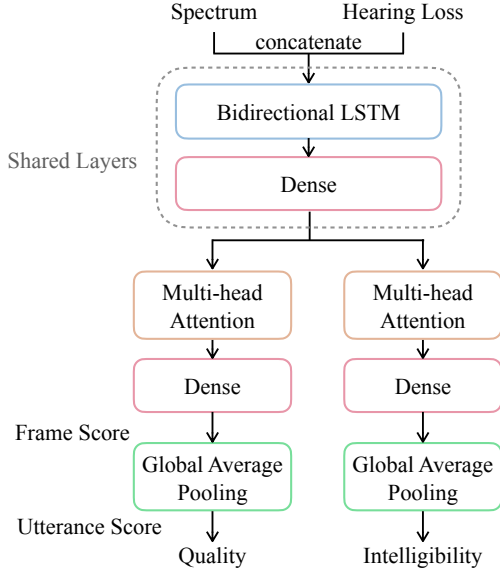 Spectrum
Hearing Loss
concatenate
Bidirectional LSTM
Shared Layers
Dense
Multi-head
Attention
Multi-head
Attention
Dense
Dense
Frame Score
Global Average
Pooling
Global Average
Pooling
Utterance Score
Quality
Intelligibility